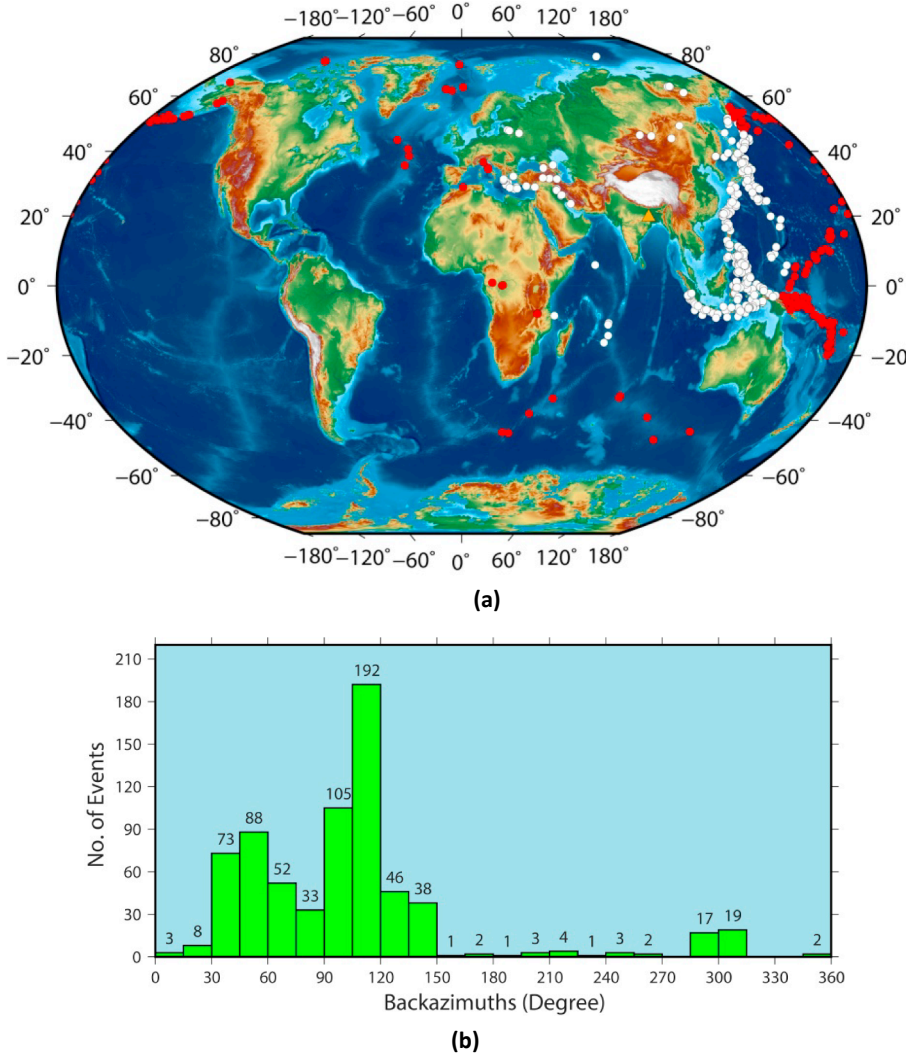 −180° −120° −60° 0° 60° 120° 180°
80° 80°
60° 60°
40° 40°
20° 20°
0° 0°
−20° −20°
−40° −40°
−60° −60°
−80° −80°
−180° −120° −60° 0° 60° 120° 180°
(a)
210
180
150
120
90
60
30
0
No. of Events
3 8 73 88 52 33 105 192 46 38 1 2 1 3 4 1 3 2 17 19 2
0 30 60 90 120 150 180 210 240 270 300 330 360
Backazimuths (Degree)
(b)